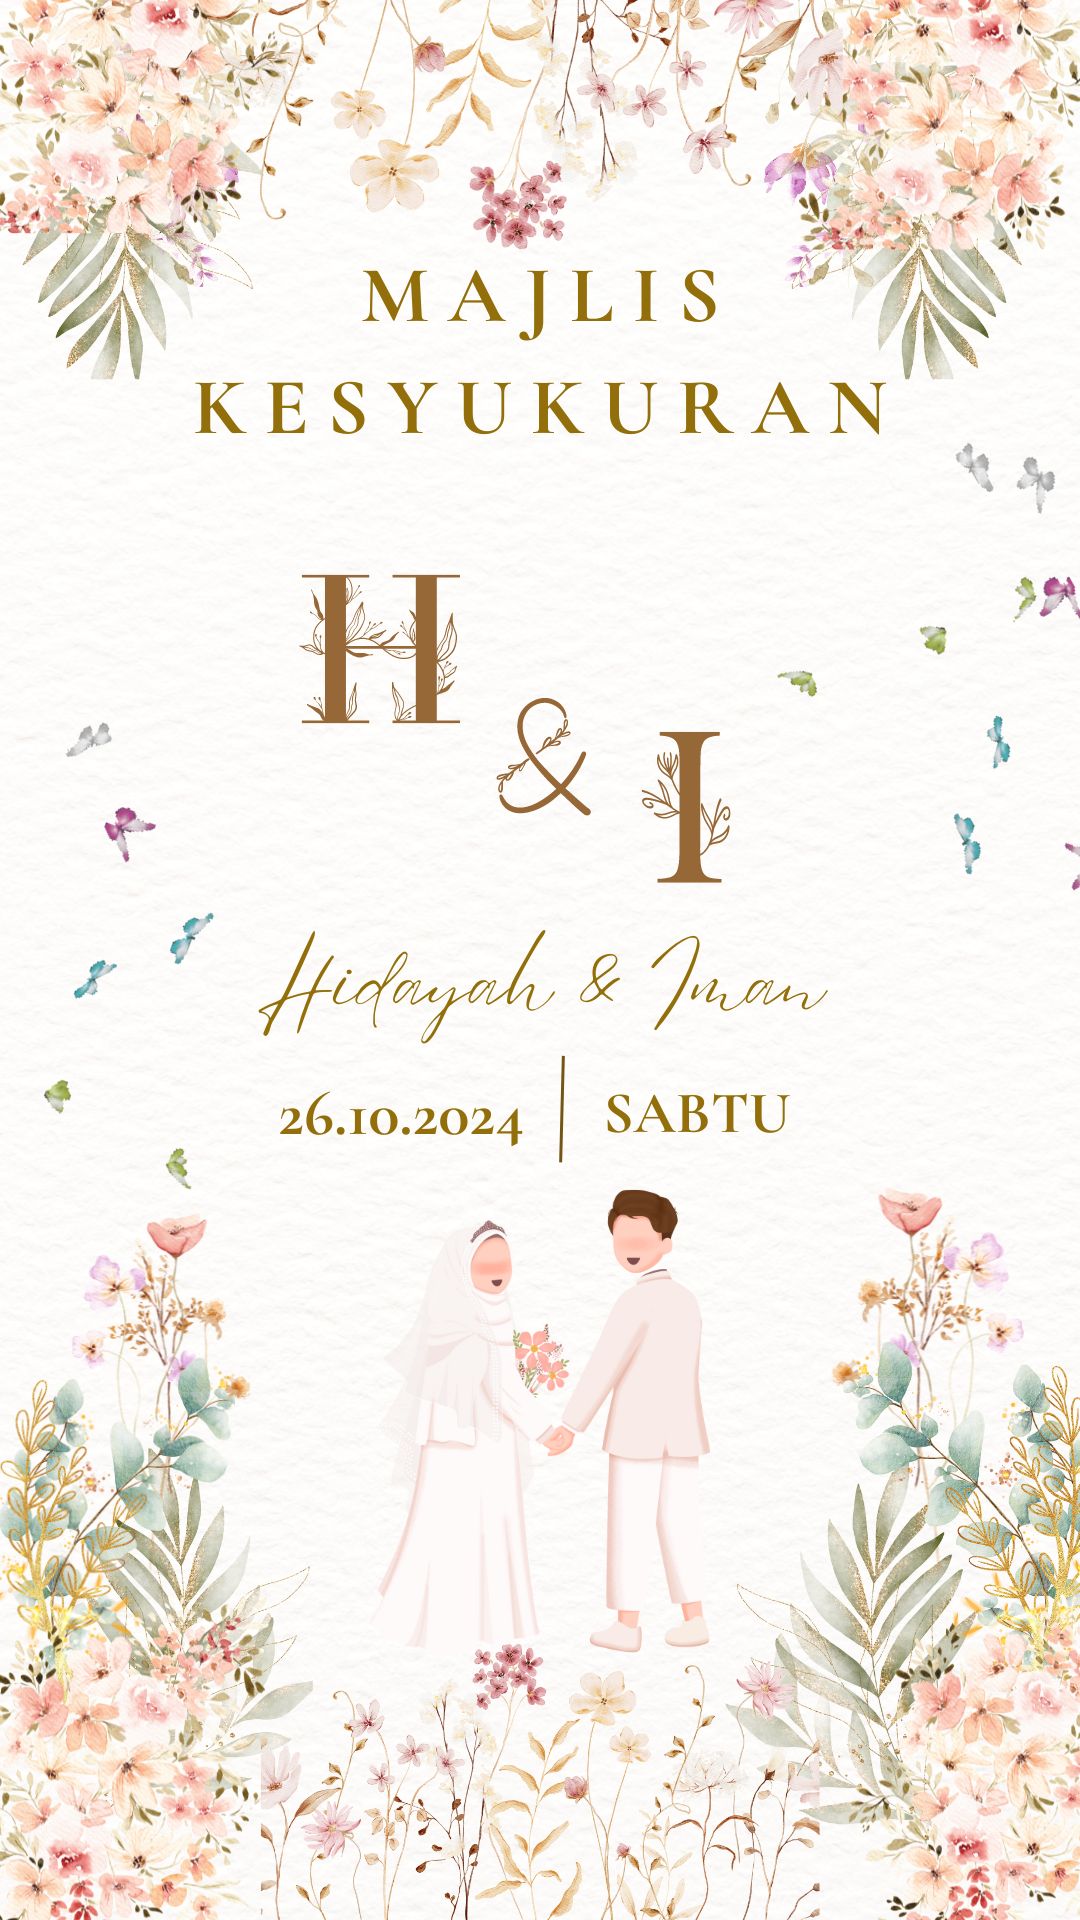 MAJLIS
KESYUKURAN
H & I
Hidayah & Iman
26.10.2024 | SABTU